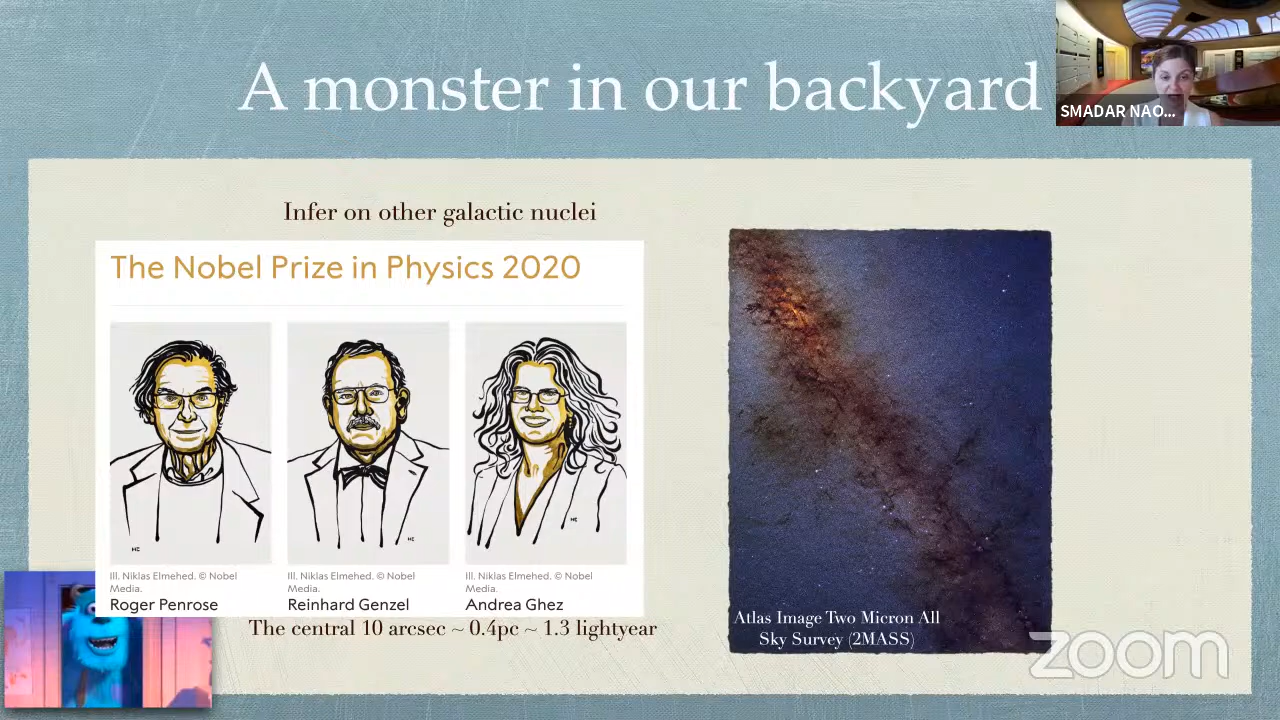 A monster in our backyard
SMADAR NAO...
Infer on other galactic nuclei
The Nobel Prize in Physics 2020
Ill. Niklas Elmehed. © Nobel
Media.
Roger Penrose
Ill. Niklas Elmehed. © Nobel
Media.
Reinhard Genzel
Ill. Niklas Elmehed. © Nobel
Media.
Andrea Ghez
The central 10 arcsec ~ 0.4pc ~ 1.3 lightyear
Atlas Image Two Micron All
Sky Survey (2MASS)
zoom